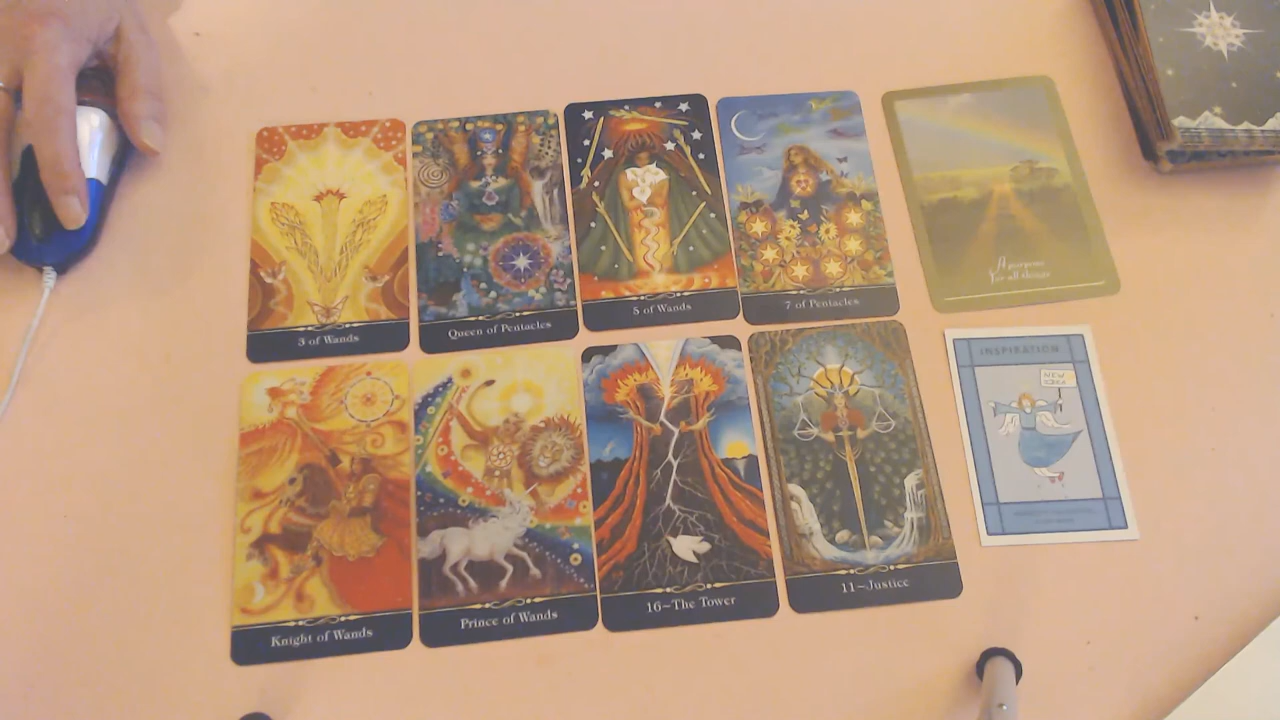 3 of Wands
Queen of Pentacles
5 of Wands
7 of Pentacles
A purpose
for all things
Knight of Wands
Prince of Wands
16~The Tower
11~Justice
INSPIRATION
NEW
IDEA